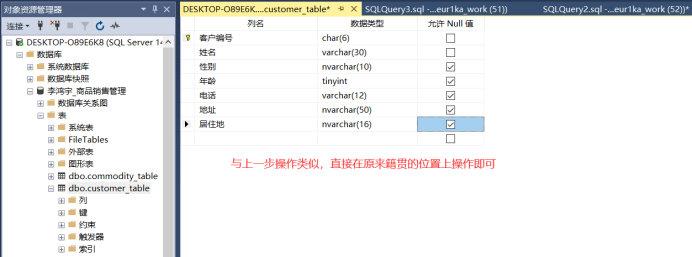 对象资源管理器
连接
DESKTOP-O89E6K8 (SQL Server 14
数据库
系统数据库
数据库快照
李鸿宇_商品销售管理
数据库关系图
表
系统表
FileTables
外部表
图形表
dbo.commodity_table
dbo.customer_table
列
键
约束
触发器
索引
DESKTOP-O89E6K....customer_table*
SQLQuery3.sql -...eur1ka (51))
SQLQuery2.sql -...eur1ka_work (52))*
列名 数据类型 允许 Null 值
客户编号 char(6)
姓名 varchar(30)
性别 nvarchar(10)
年龄 tinyint
电话 varchar(12)
地址 nvarchar(50)
居住地 nvarchar(16)
与上一步操作类似，直接在原来籍贯的位置上操作即可